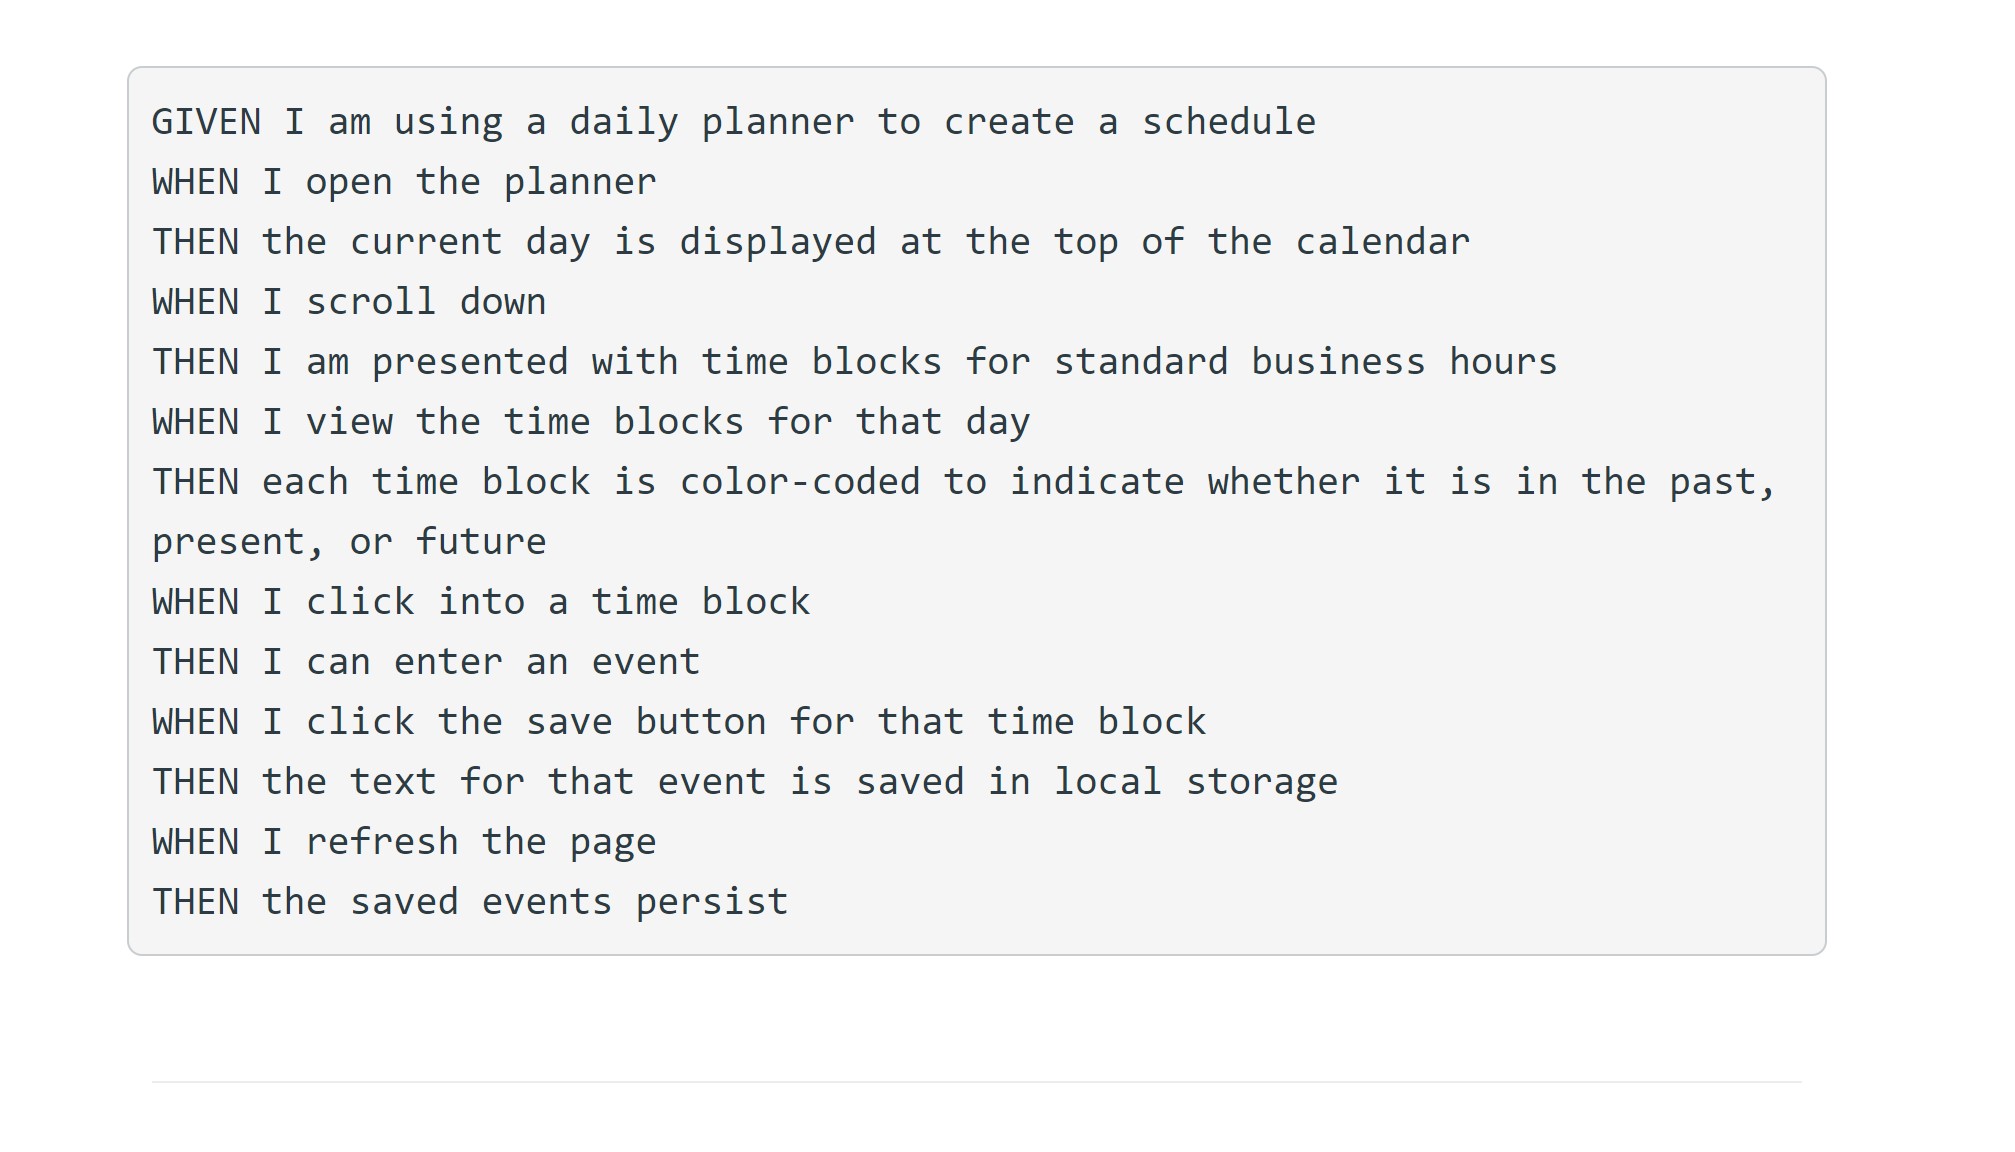 GIVEN I am using a daily planner to create a schedule
WHEN I open the planner
THEN the current day is displayed at the top of the calendar
WHEN I scroll down
THEN I am presented with time blocks for standard business hours
WHEN I view the time blocks for that day
THEN each time block is color-coded to indicate whether it is in the past,
present, or future
WHEN I click into a time block
THEN I can enter an event
WHEN I click the save button for that time block
THEN the text for that event is saved in local storage
WHEN I refresh the page
THEN the saved events persist